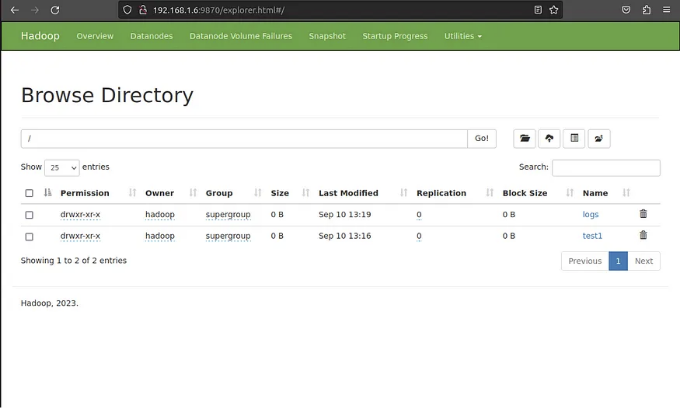 192.168.1.6:9870/explorer.html#/
Hadoop Overview Datanodes Datanode Volume Failures Snapshot Startup Progress Utilities
Browse Directory
/ Go!
Show 25 entries Search:
Permission Owner Group Size Last Modified Replication Block Size Name
drwxr-xr-x hadoop supergroup 0 B Sep 10 13:19 0 0 B logs
drwxr-xr-x hadoop supergroup 0 B Sep 10 13:16 0 0 B test1
Showing 1 to 2 of 2 entries Previous 1 Next
Hadoop, 2023.